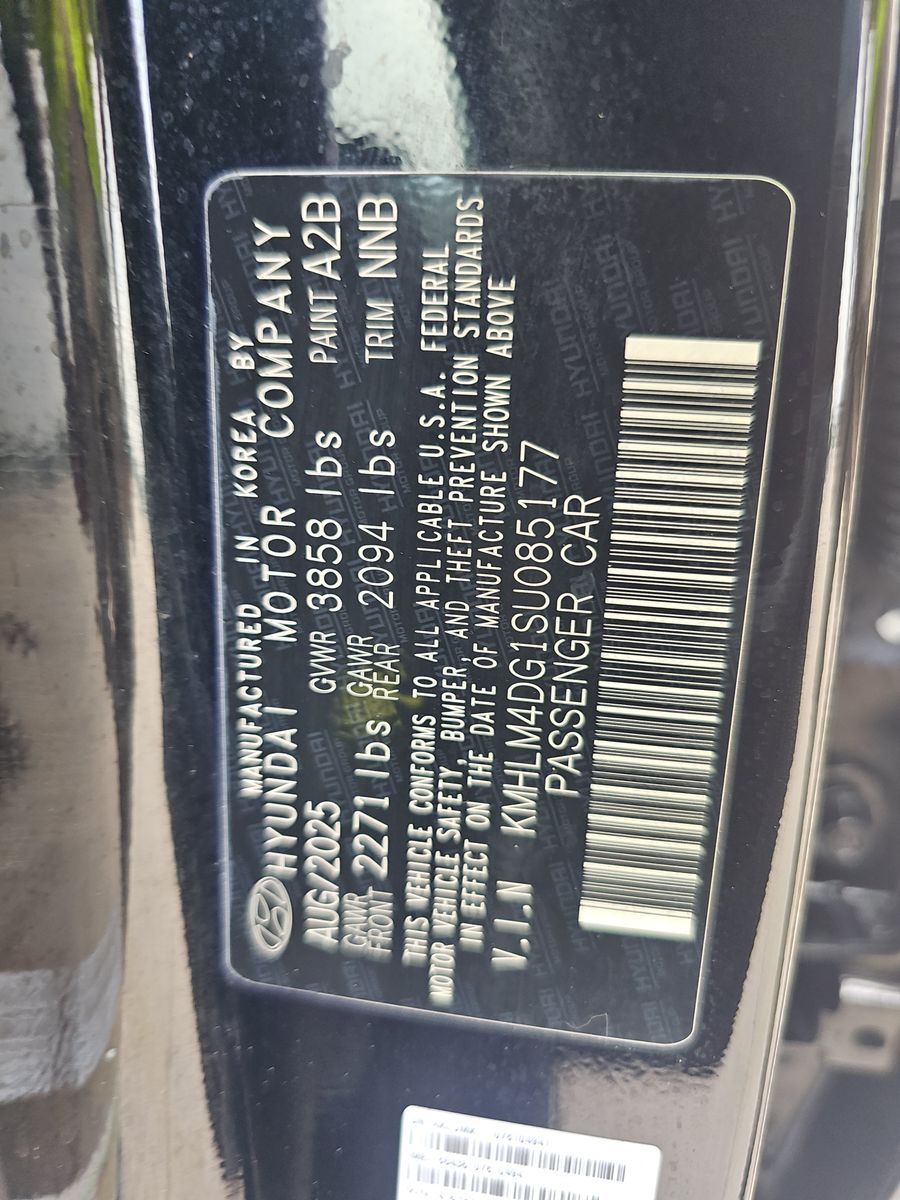 MANUFACTURED IN KOREA BY
HYUNDAI MOTOR COMPANY
AUG/2025 GVWR 3858 lbs PAINT A2B
GAWR FRONT 2271 lbs GAWR REAR 2094 lbs TRIM NNB
THIS VEHICLE CONFORMS TO ALL APPLICABLE U.S.A. FEDERAL
MOTOR VEHICLE SAFETY, BUMPER, AND THEFT PREVENTION STANDARDS
IN EFFECT ON THE DATE OF MANUFACTURE SHOWN ABOVE
V.I.N KMHLM4DG1SU085177
PASSENGER CAR